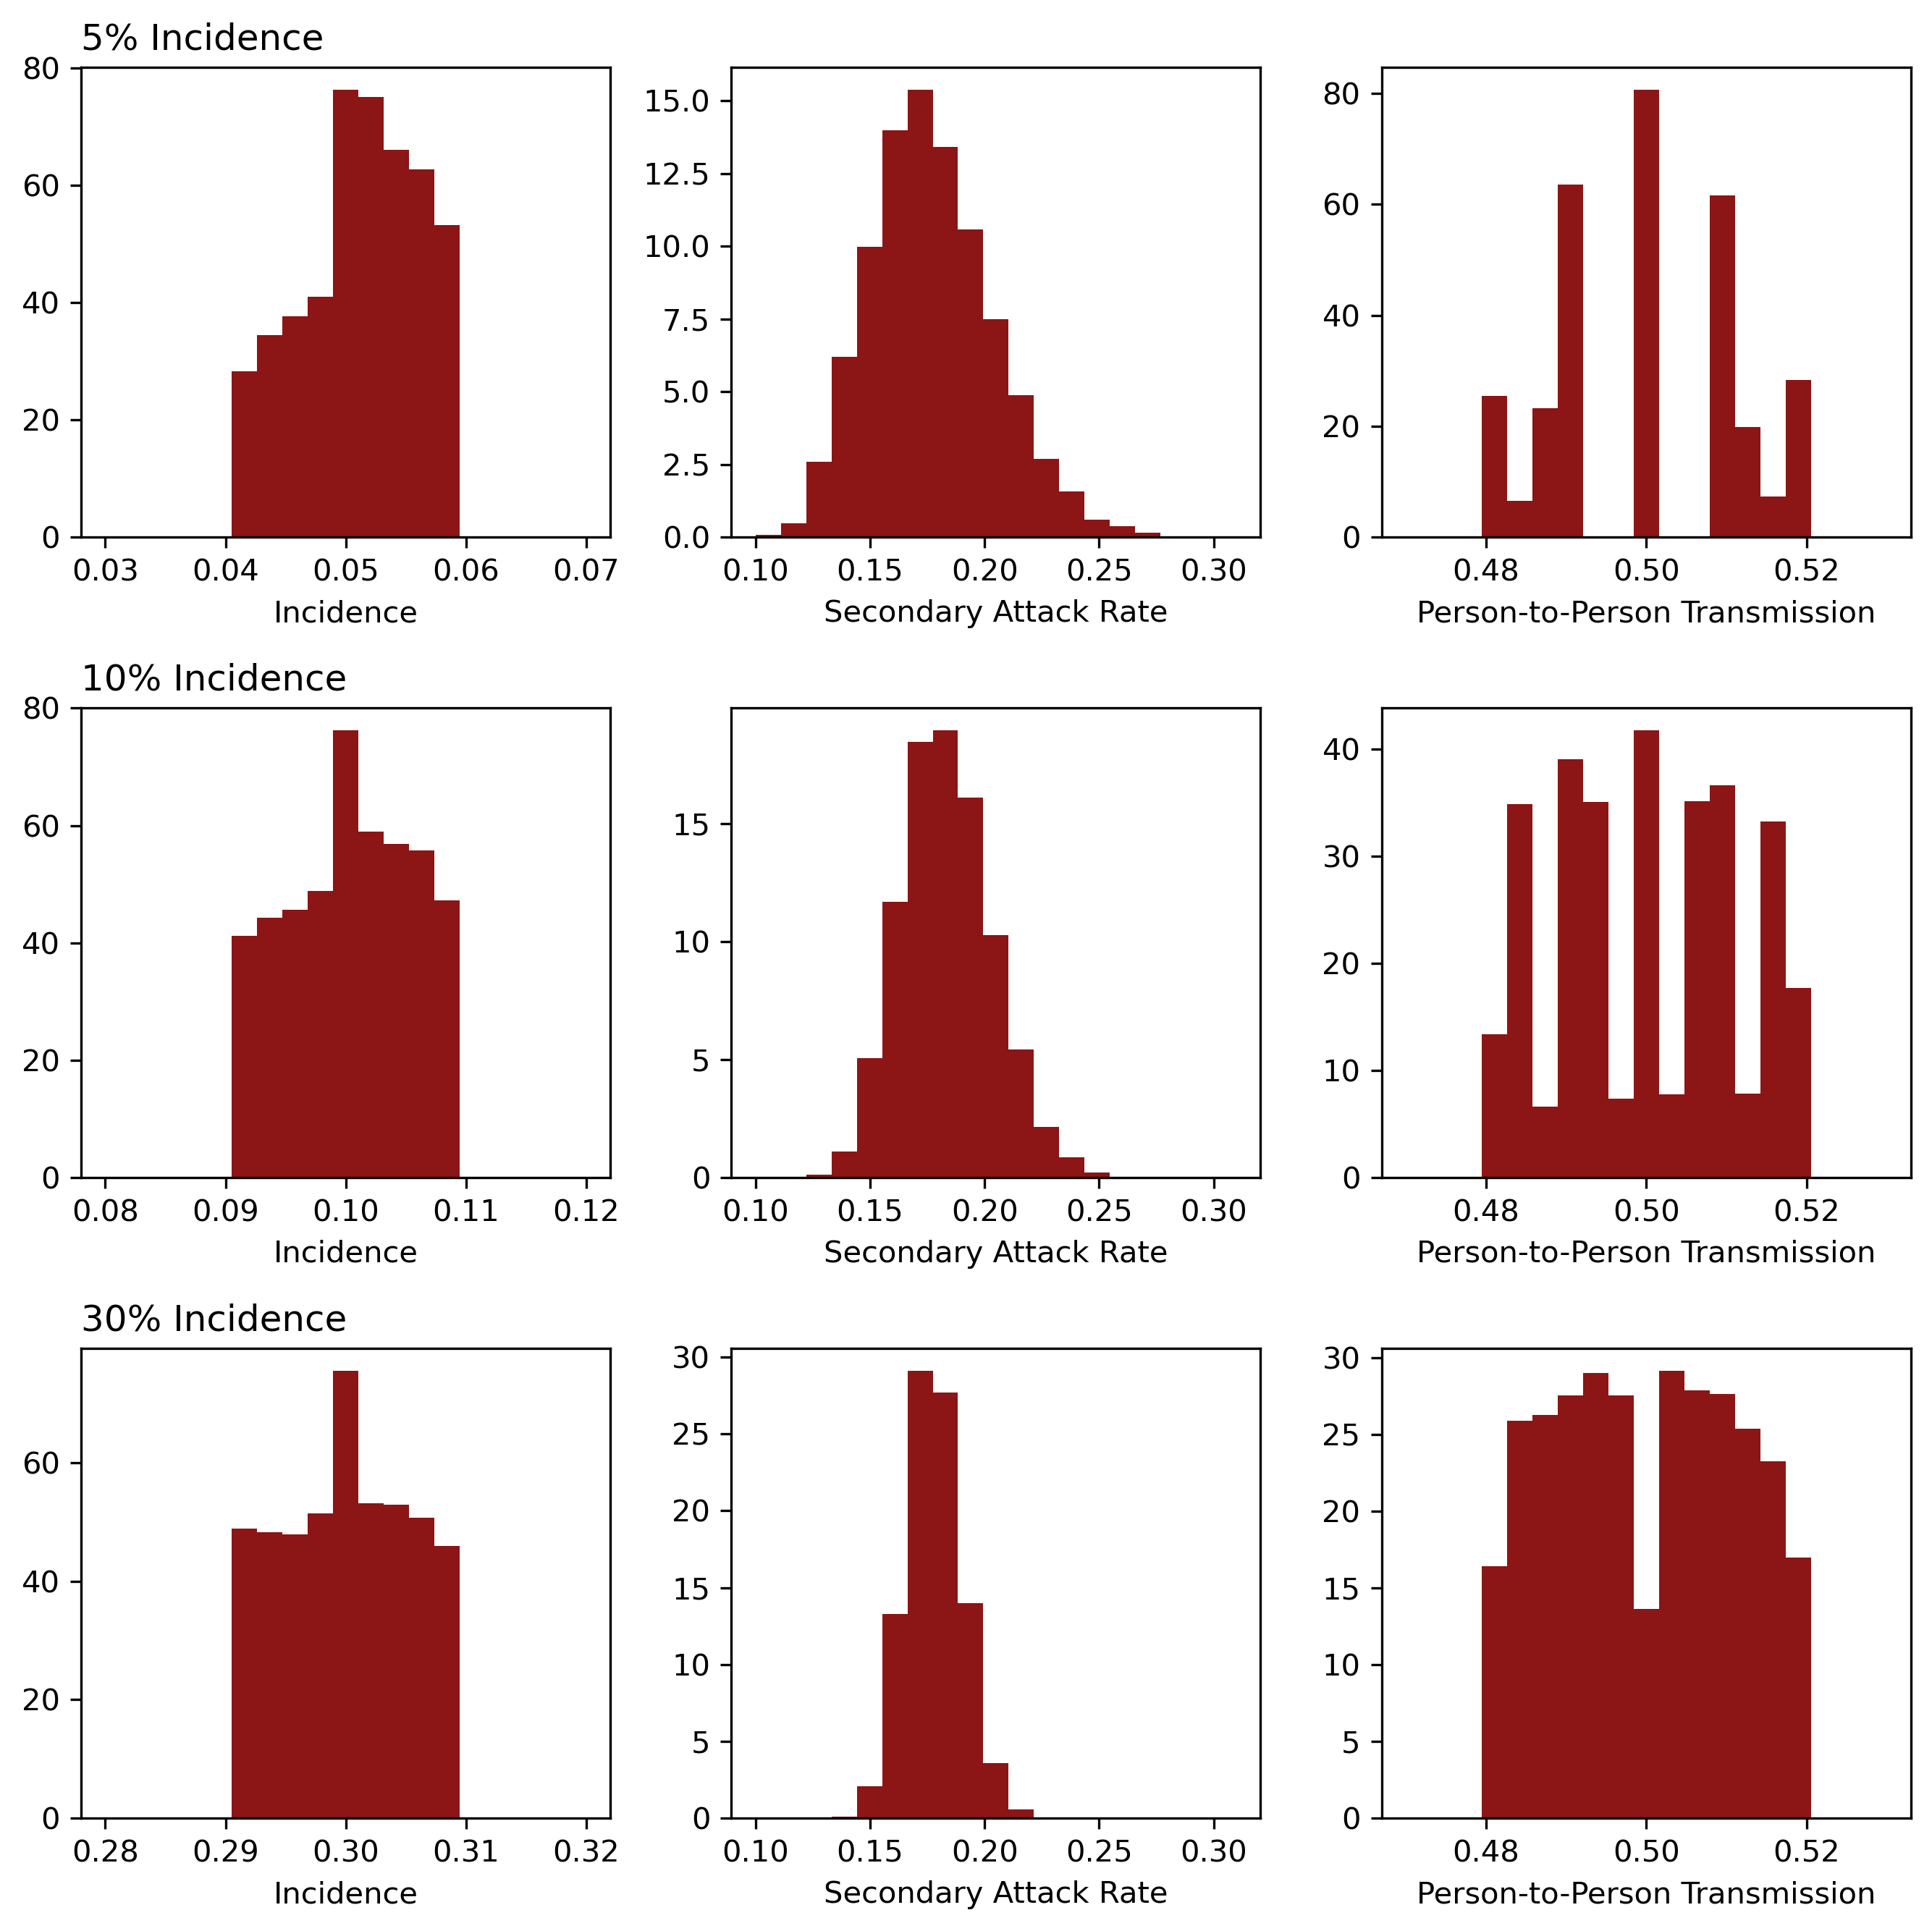 5% Incidence
80
60
40
20
0
0.03 0.04 0.05 0.06 0.07
Incidence
15.0
12.5
10.0
7.5
5.0
2.5
0.0
0.10 0.15 0.20 0.25 0.30
Secondary Attack Rate
80
60
40
20
0
0.48 0.50 0.52
Person-to-Person Transmission
10% Incidence
80
60
40
20
0
0.08 0.09 0.10 0.11 0.12
Incidence
15
10
5
0
0.10 0.15 0.20 0.25 0.30
Secondary Attack Rate
40
30
20
10
0
0.48 0.50 0.52
Person-to-Person Transmission
30% Incidence
60
40
20
0
0.28 0.29 0.30 0.31 0.32
Incidence
30
25
20
15
10
5
0
0.10 0.15 0.20 0.25 0.30
Secondary Attack Rate
30
25
20
15
10
5
0
0.48 0.50 0.52
Person-to-Person Transmission